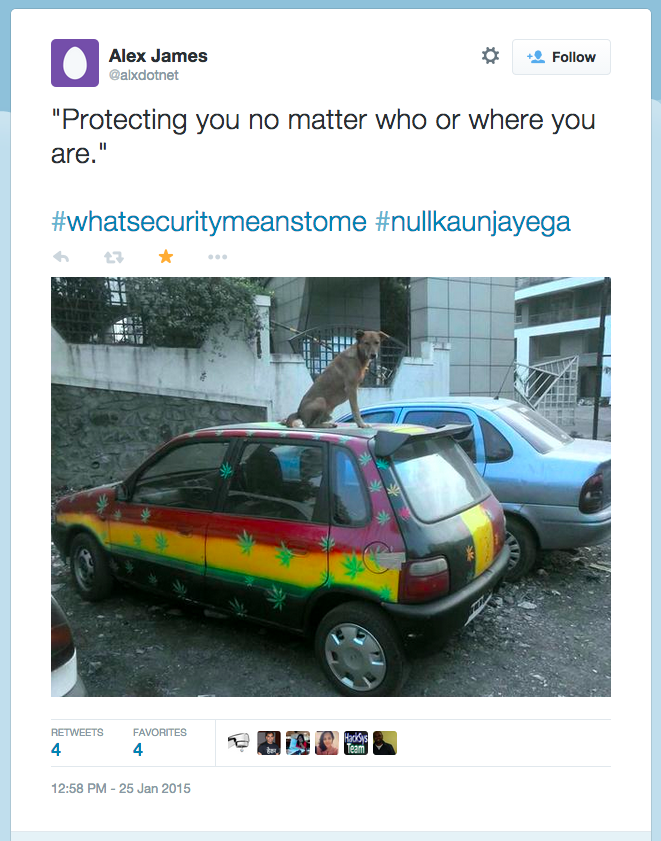 Alex James
@alxdotnet
Follow
"Protecting you no matter who or where you
are."
#whatsecuritymeanstome #nullkaunjayega
RETWEETS
FAVORITES
4
4
HackSys
Team
12:58 PM - 25 Jan 2015